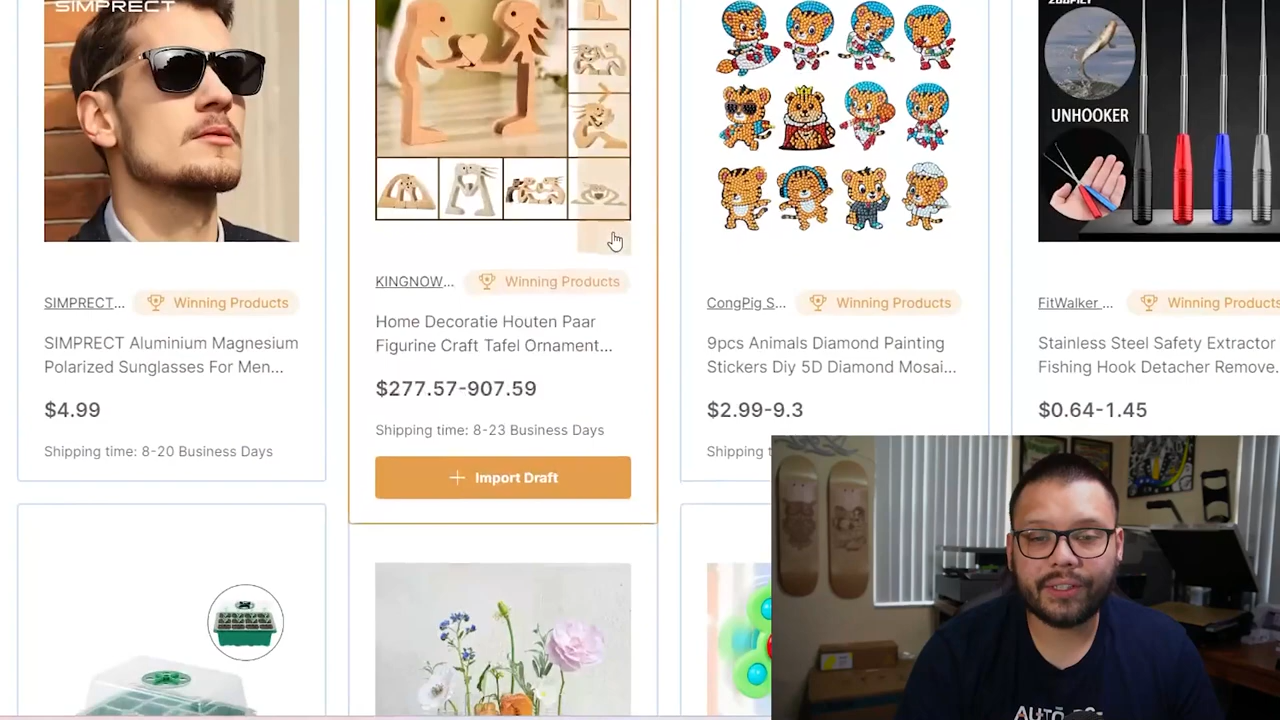 SIMPRECT
UNHOOKER
SIMPRECT...
Winning Products
SIMPRECT Aluminium Magnesium
Polarized Sunglasses For Men...
$4.99
Shipping time: 8-20 Business Days
KINGNOW...
Winning Products
Home Decoratie Houten Paar
Figurine Craft Tafel Ornament...
$277.57-907.59
Shipping time: 8-23 Business Days
Import Draft
CongPig S...
Winning Products
9pcs Animals Diamond Painting
Stickers Diy 5D Diamond Mosai...
$2.99-9.3
Shipping t
FitWalker ...
Winning Products
Stainless Steel Safety Extractor
Fishing Hook Detacher Remove.
$0.64-1.45